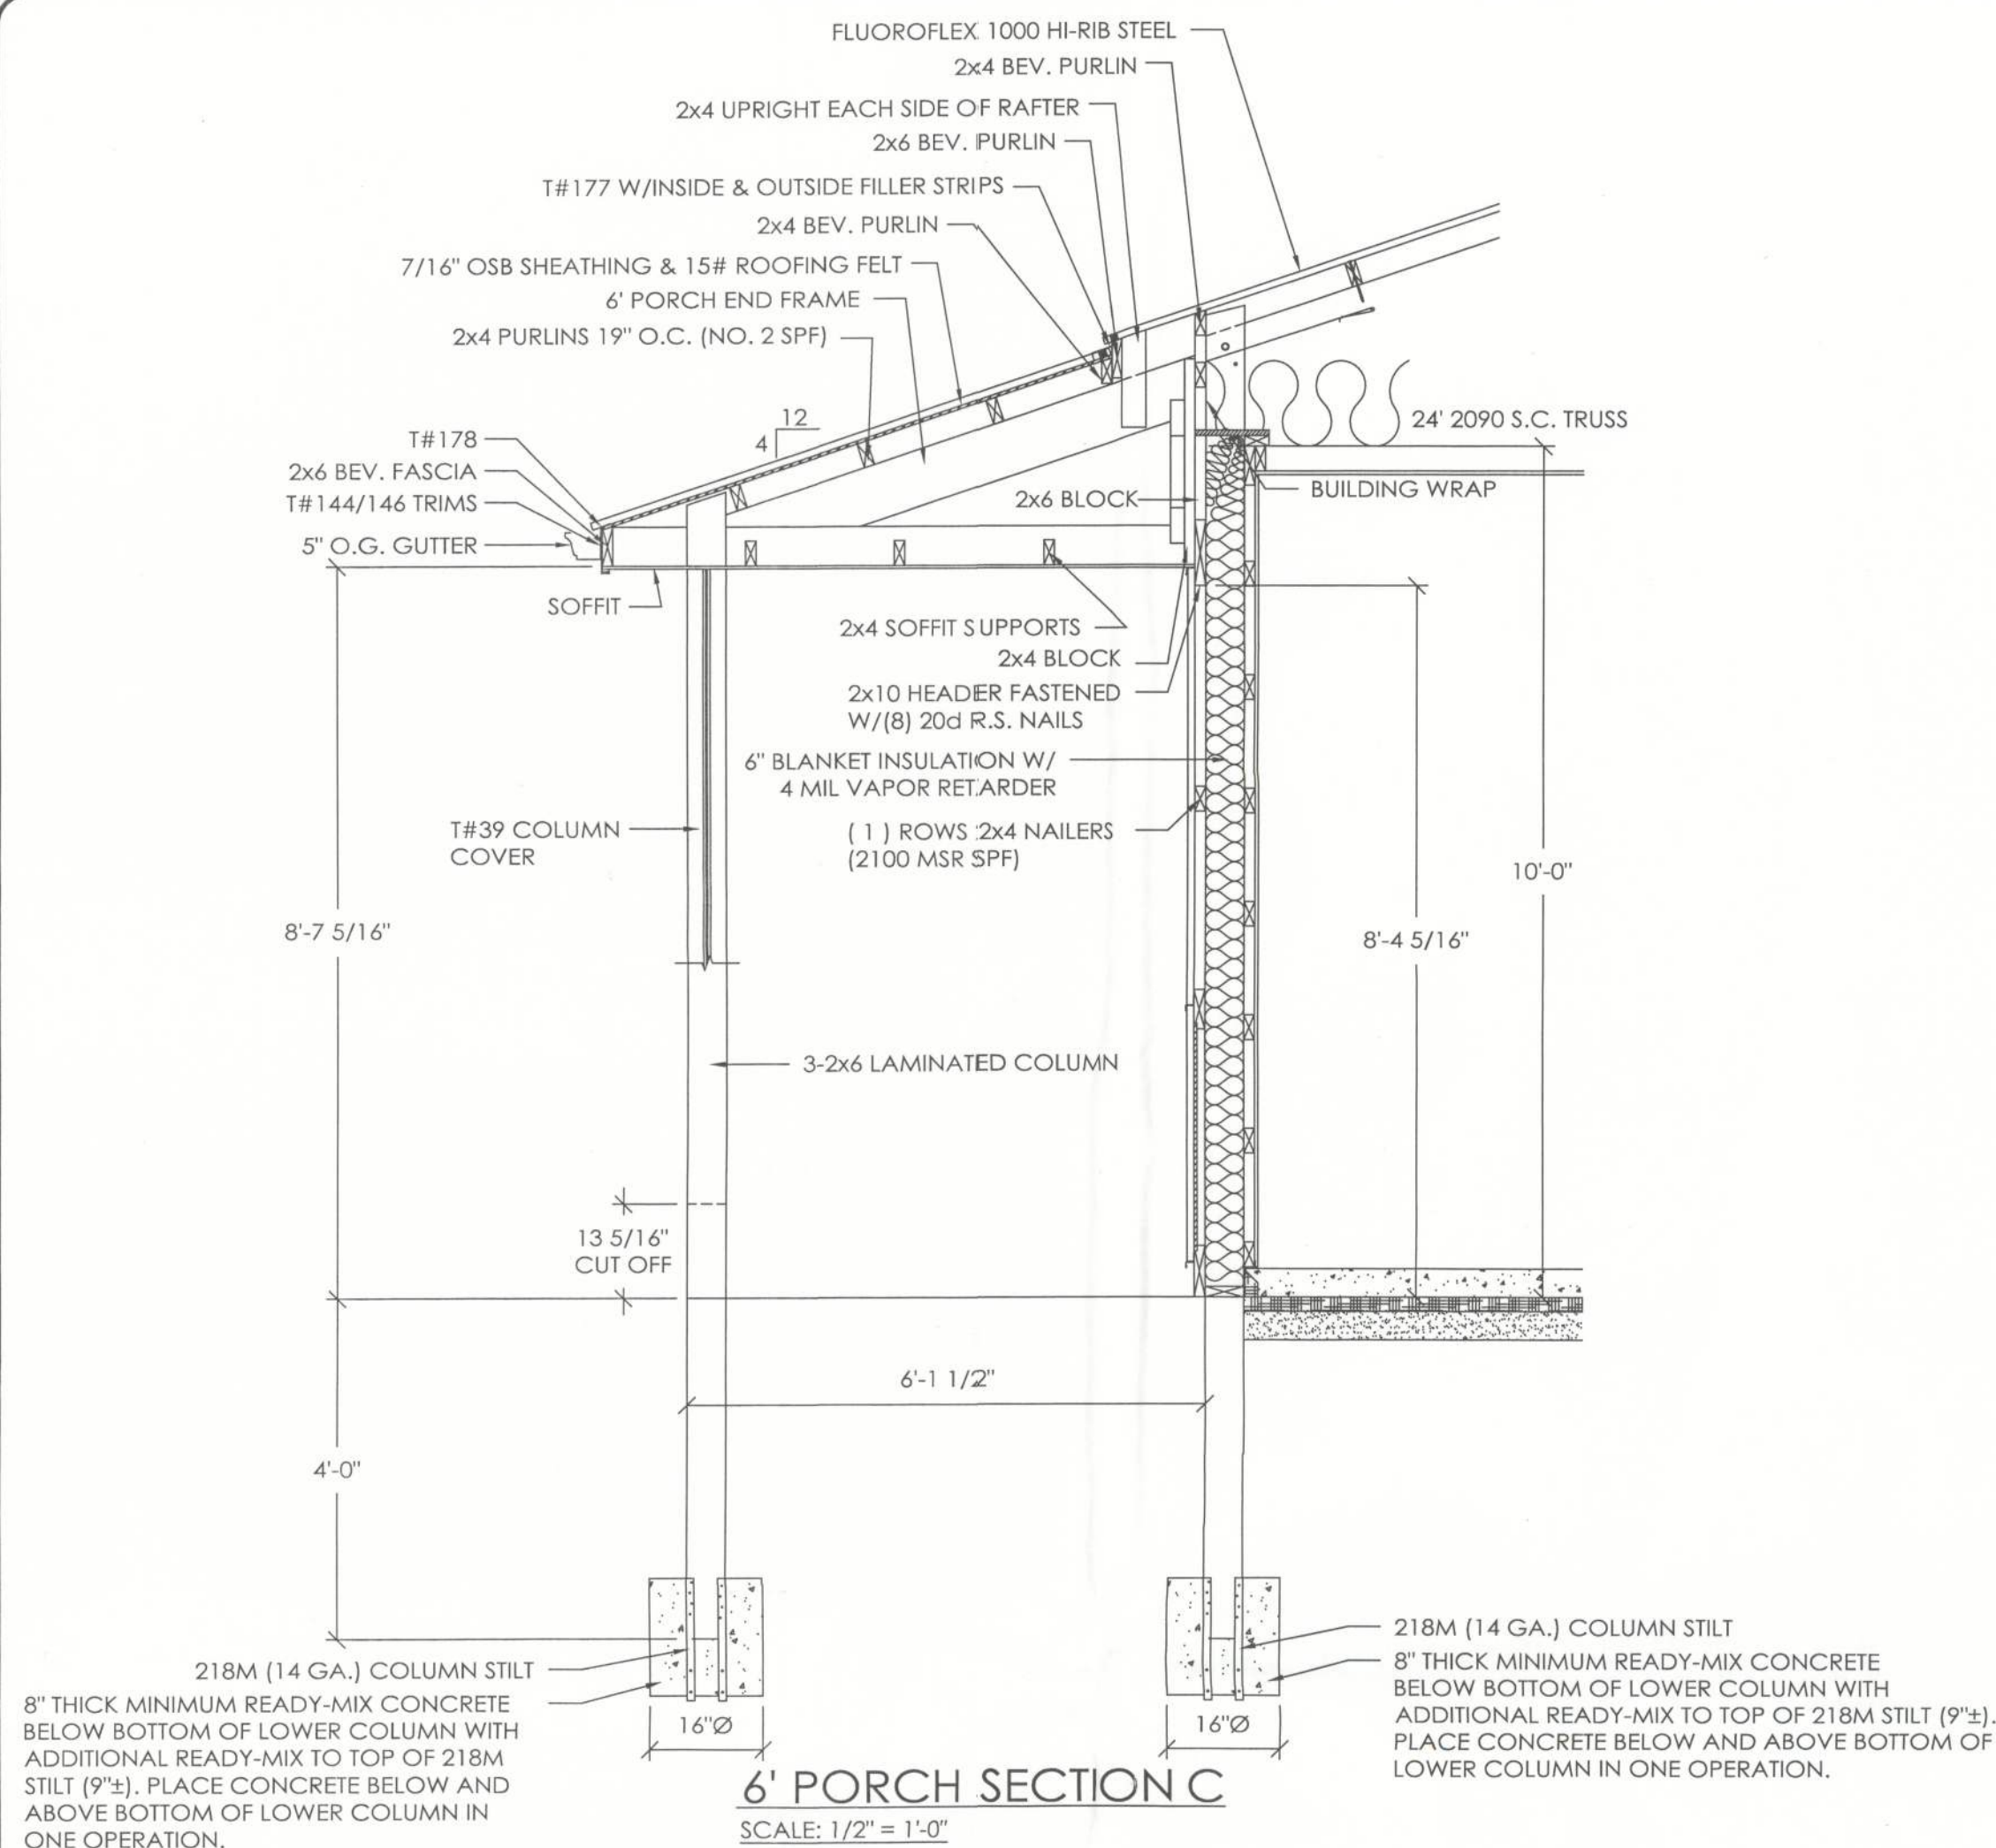 FLUOROFLEX 1000 HI-RIB STEEL
2x4 BEV. PURLIN
2x4 UPRIGHT EACH SIDE OF RAFTER
2x6 BEV. PURLIN
T#177 W/INSIDE & OUTSIDE FILLER STRIPS
2x4 BEV. PURLIN
7/16" OSB SHEATHING & 15# ROOFING FELT
6' PORCH END FRAME
2x4 PURLINS 19" O.C. (NO. 2 SPF)
12
4
T#178
2x6 BEV. FASCIA
T#144/146 TRIMS
5" O.G. GUTTER
SOFFIT
24' 2090 S.C. TRUSS
BUILDING WRAP
2x6 BLOCK
2x4 SOFFIT SUPPORTS
2x4 BLOCK
2x10 HEADER FASTENED
W/(8) 20d R.S. NAILS
6" BLANKET INSULATION W/
4 MIL VAPOR RETARDER
( 1 ) ROWS 2x4 NAILERS
(2100 MSR SPF)
T#39 COLUMN
COVER
8'-7 5/16"
10'-0"
8'-4 5/16"
3-2x6 LAMINATED COLUMN
13 5/16"
CUT OFF
6'-1 1/2"
4'-0"
218M (14 GA.) COLUMN STILT
8" THICK MINIMUM READY-MIX CONCRETE
BELOW BOTTOM OF LOWER COLUMN WITH
ADDITIONAL READY-MIX TO TOP OF 218M
STILT (9"±). PLACE CONCRETE BELOW AND
ABOVE BOTTOM OF LOWER COLUMN IN
ONE OPERATION.
16"Ø
16"Ø
218M (14 GA.) COLUMN STILT
8" THICK MINIMUM READY-MIX CONCRETE
BELOW BOTTOM OF LOWER COLUMN WITH
ADDITIONAL READY-MIX TO TOP OF 218M STILT (9"±).
PLACE CONCRETE BELOW AND ABOVE BOTTOM OF
LOWER COLUMN IN ONE OPERATION.
6' PORCH SECTION C
SCALE: 1/2" = 1'-0"